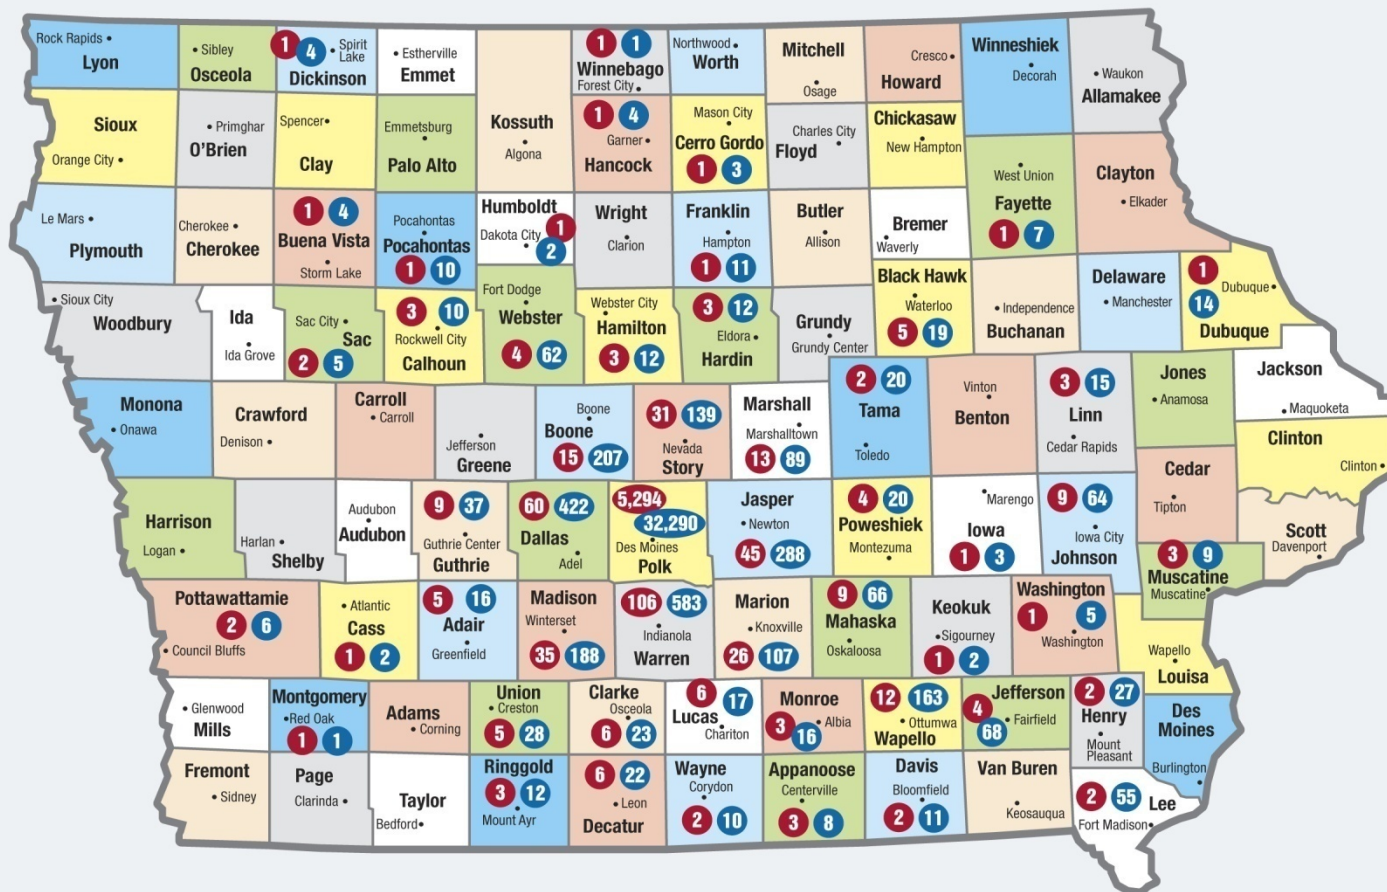 Rock Rapids
Lyon
Sibley
Osceola
1
4
Spirit
Lake
Dickinson
Estherville
Emmet
Kossuth
Algona
1 1
Winnebago
Forest City
Northwood
Worth
Mitchell
Osage
Cresco
Howard
Winneshiek
Decorah
Waukon
Allamakee
Sioux
Orange City
Primghar
O'Brien
Spencer
Clay
Emmetsburg
Palo Alto
1 4
Garner
Hancock
Mason City
Cerro Gordo
1 3
Charles City
Floyd
Chickasaw
New Hampton
West Union
Fayette
1 7
Clayton
Elkader
Le Mars
Plymouth
Cherokee
Cherokee
1 4
Buena Vista
Storm Lake
Pocahontas
Pocahontas
1 10
Humboldt
Dakota City
1
2
Wright
Clarion
Franklin
Hampton
1 11
Butler
Allison
Bremer
Waverly
Black Hawk
Waterloo
5 19
Independence
Buchanan
Delaware
Manchester
1
14
Dubuque
Dubuque
Sioux City
Woodbury
Ida
Ida Grove
Sac City
Sac
2 5
3 10
Rockwell City
Calhoun
Fort Dodge
Webster
4 62
Webster City
Hamilton
3 12
3 12
Eldora
Hardin
Grundy
Grundy Center
Jackson
Maquoketa
Monona
Onawa
Crawford
Denison
Carroll
Carroll
Jefferson
Greene
Boone
Boone
15 207
31 139
Nevada
Story
Marshall
Marshalltown
13 89
2 20
Tama
Toledo
Vinton
Benton
3 15
Linn
Cedar Rapids
Jones
Anamosa
Clinton
Clinton
Harrison
Logan
Harlan
Shelby
Audubon
Audubon
9 37
Guthrie Center
Guthrie
60 422
Dallas
Adel
5,294
32,290
Des Moines
Polk
Jasper
Newton
45 288
4 20
Poweshiek
Montezuma
Marengo
Iowa
1 3
9 64
Iowa City
Johnson
Cedar
Tipton
Scott
Davenport
3 9
Muscatine
Muscatine
Pottawattamie
2 6
Council Bluffs
Atlantic
Cass
1 2
5 16
Adair
Greenfield
Madison
Winterset
35 188
106 583
Indianola
Warren
Marion
Knoxville
26 107
9 66
Mahaska
Oskaloosa
Keokuk
Sigourney
1 2
Washington
1 5
Washington
Wapello
Louisa
Glenwood
Mills
Montgomery
Red Oak
1 1
Adams
Corning
Union
Creston
5 28
Clarke
Osceola
6 23
6
17
Lucas
Chariton
Monroe
3
16
Albia
12 163
Ottumwa
Wapello
Jefferson
4
68
Fairfield
2 27
Henry
Mount
Pleasant
Des
Moines
Burlington
Fremont
Sidney
Page
Clarinda
Taylor
Bedford
Ringgold
3 12
Mount Ayr
6 22
Leon
Decatur
Wayne
Corydon
2 10
Appanoose
Centerville
3 8
Davis
Bloomfield
2 11
Van Buren
Keosauqua
2 55
Lee
Fort Madison